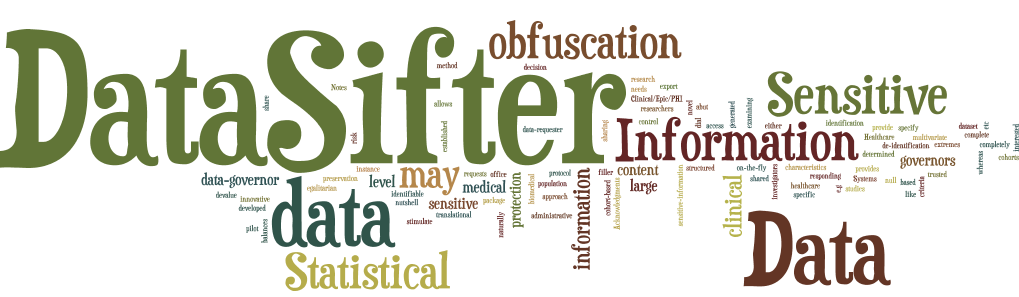 DataSifter
obfuscation
method
decision
share
Notes
risk
allows
established
data-requester
sharing
research
needs
export
Clinical/Epic/PHI
researchers
novel
control
dial
abut
access
generated
examining
Sensitive
Information
either
identification
provide
specify
Healthcare
multivariate
de-identification
extremes
determined
governors
dataset
etc
complete
whereas
completely
cohorts
interested
data-governor
devalue
innovative
developed
pilot
balances
data
instance
preservation
egalitarian
level
may
identifiable
nutshell
sensitive
stimulate
translational
requests
office
medical
package
naturally
protection
biomedical
protocol
population
approach
administrative
information
filler
cohort-based
content
Acknowledgments
large
sensitive-information
structured
on-the-fly
shared
clinical
investigators
characteristics
responding
healthcare
specific
e.g
provides
Systems
studies
null
based
like
criteria
trusted
Statistical
Data